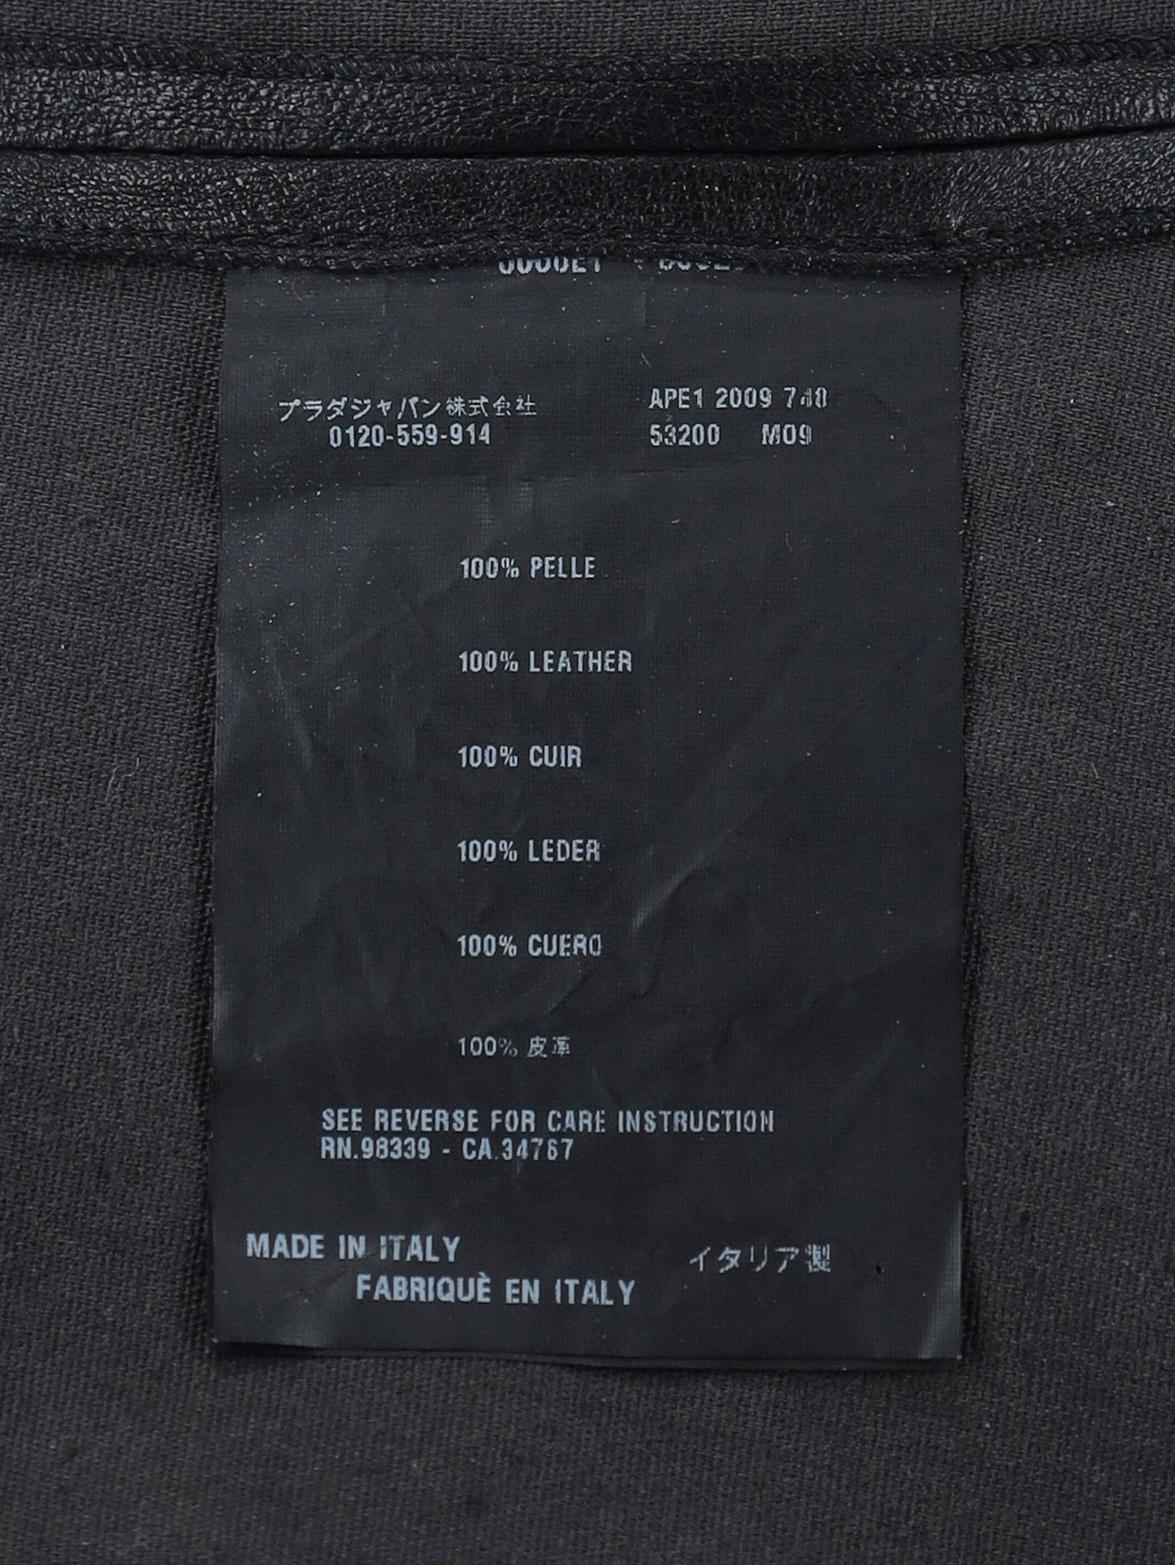 プラダジャパン株式会社
0120-559-914
APE1 2009 748
53200 M09
100% PELLE
100% LEATHER
100% CUIR
100% LEDER
100% CUERO
100% 皮革
SEE REVERSE FOR CARE INSTRUCTION
RN.98339 - CA.34767
MADE IN ITALY
FABRIQUÈ EN ITALY
イタリア製